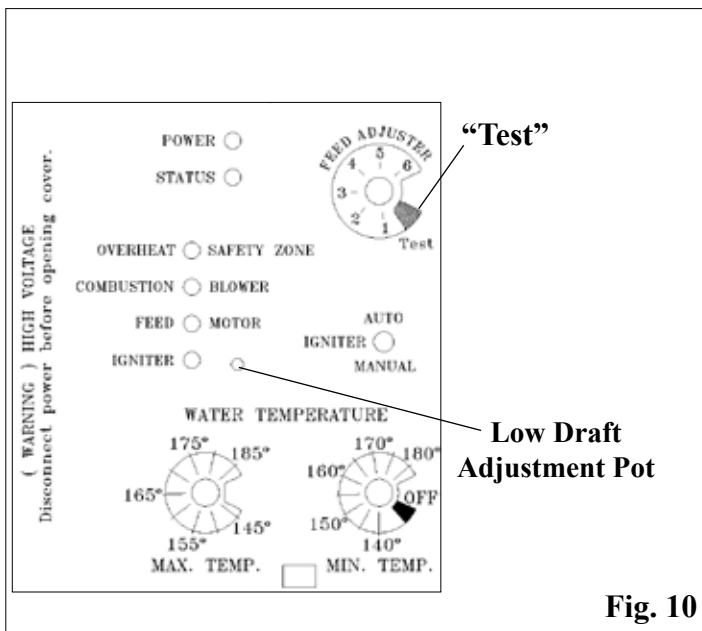 ( WARNING ) HIGH VOLTAGE
Disconnect power before opening cover.
POWER
STATUS
FEED ADJUSTER
1 2 3 4 5 6
Test
“Test”
OVERHEAT SAFETY ZONE
COMBUSTION BLOWER
FEED MOTOR
IGNITER
AUTO
IGNITER
MANUAL
Low Draft
Adjustment Pot
WATER TEMPERATURE
175° 185°
165°
155° 145°
MAX. TEMP.
170° 180°
160° OFF
150°
140°
MIN. TEMP.
Fig. 10